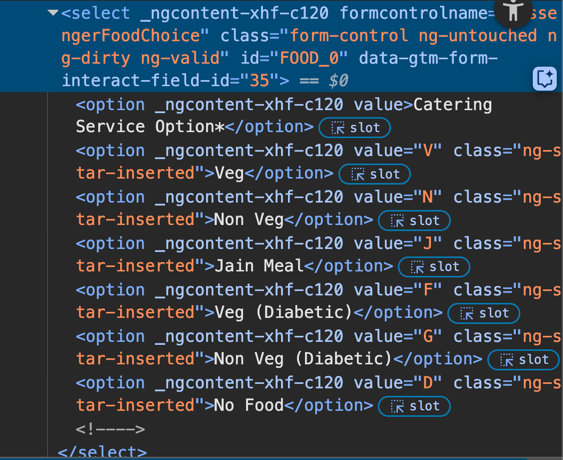 <select _ngcontent-xhf-c120 formcontrolname= sse
ngerFoodChoice" class="form-control ng-untouched n
g-dirty ng-valid" id="FOOD_0" data-gtm-form-
interact-field-id="35"> == $0
<option _ngcontent-xhf-c120 value>Catering
Service Option*</option> slot
<option _ngcontent-xhf-c120 value="V" class="ng-s
tar-inserted">Veg</option> slot
<option _ngcontent-xhf-c120 value="N" class="ng-s
tar-inserted">Non Veg</option> slot
<option _ngcontent-xhf-c120 value="J" class="ng-s
tar-inserted">Jain Meal</option> slot
<option _ngcontent-xhf-c120 value="F" class="ng-s
tar-inserted">Veg (Diabetic)</option> slot
<option _ngcontent-xhf-c120 value="G" class="ng-s
tar-inserted">Non Veg (Diabetic)</option> slot
<option _ngcontent-xhf-c120 value="D" class="ng-s
tar-inserted">No Food</option> slot
<!---->
</select>